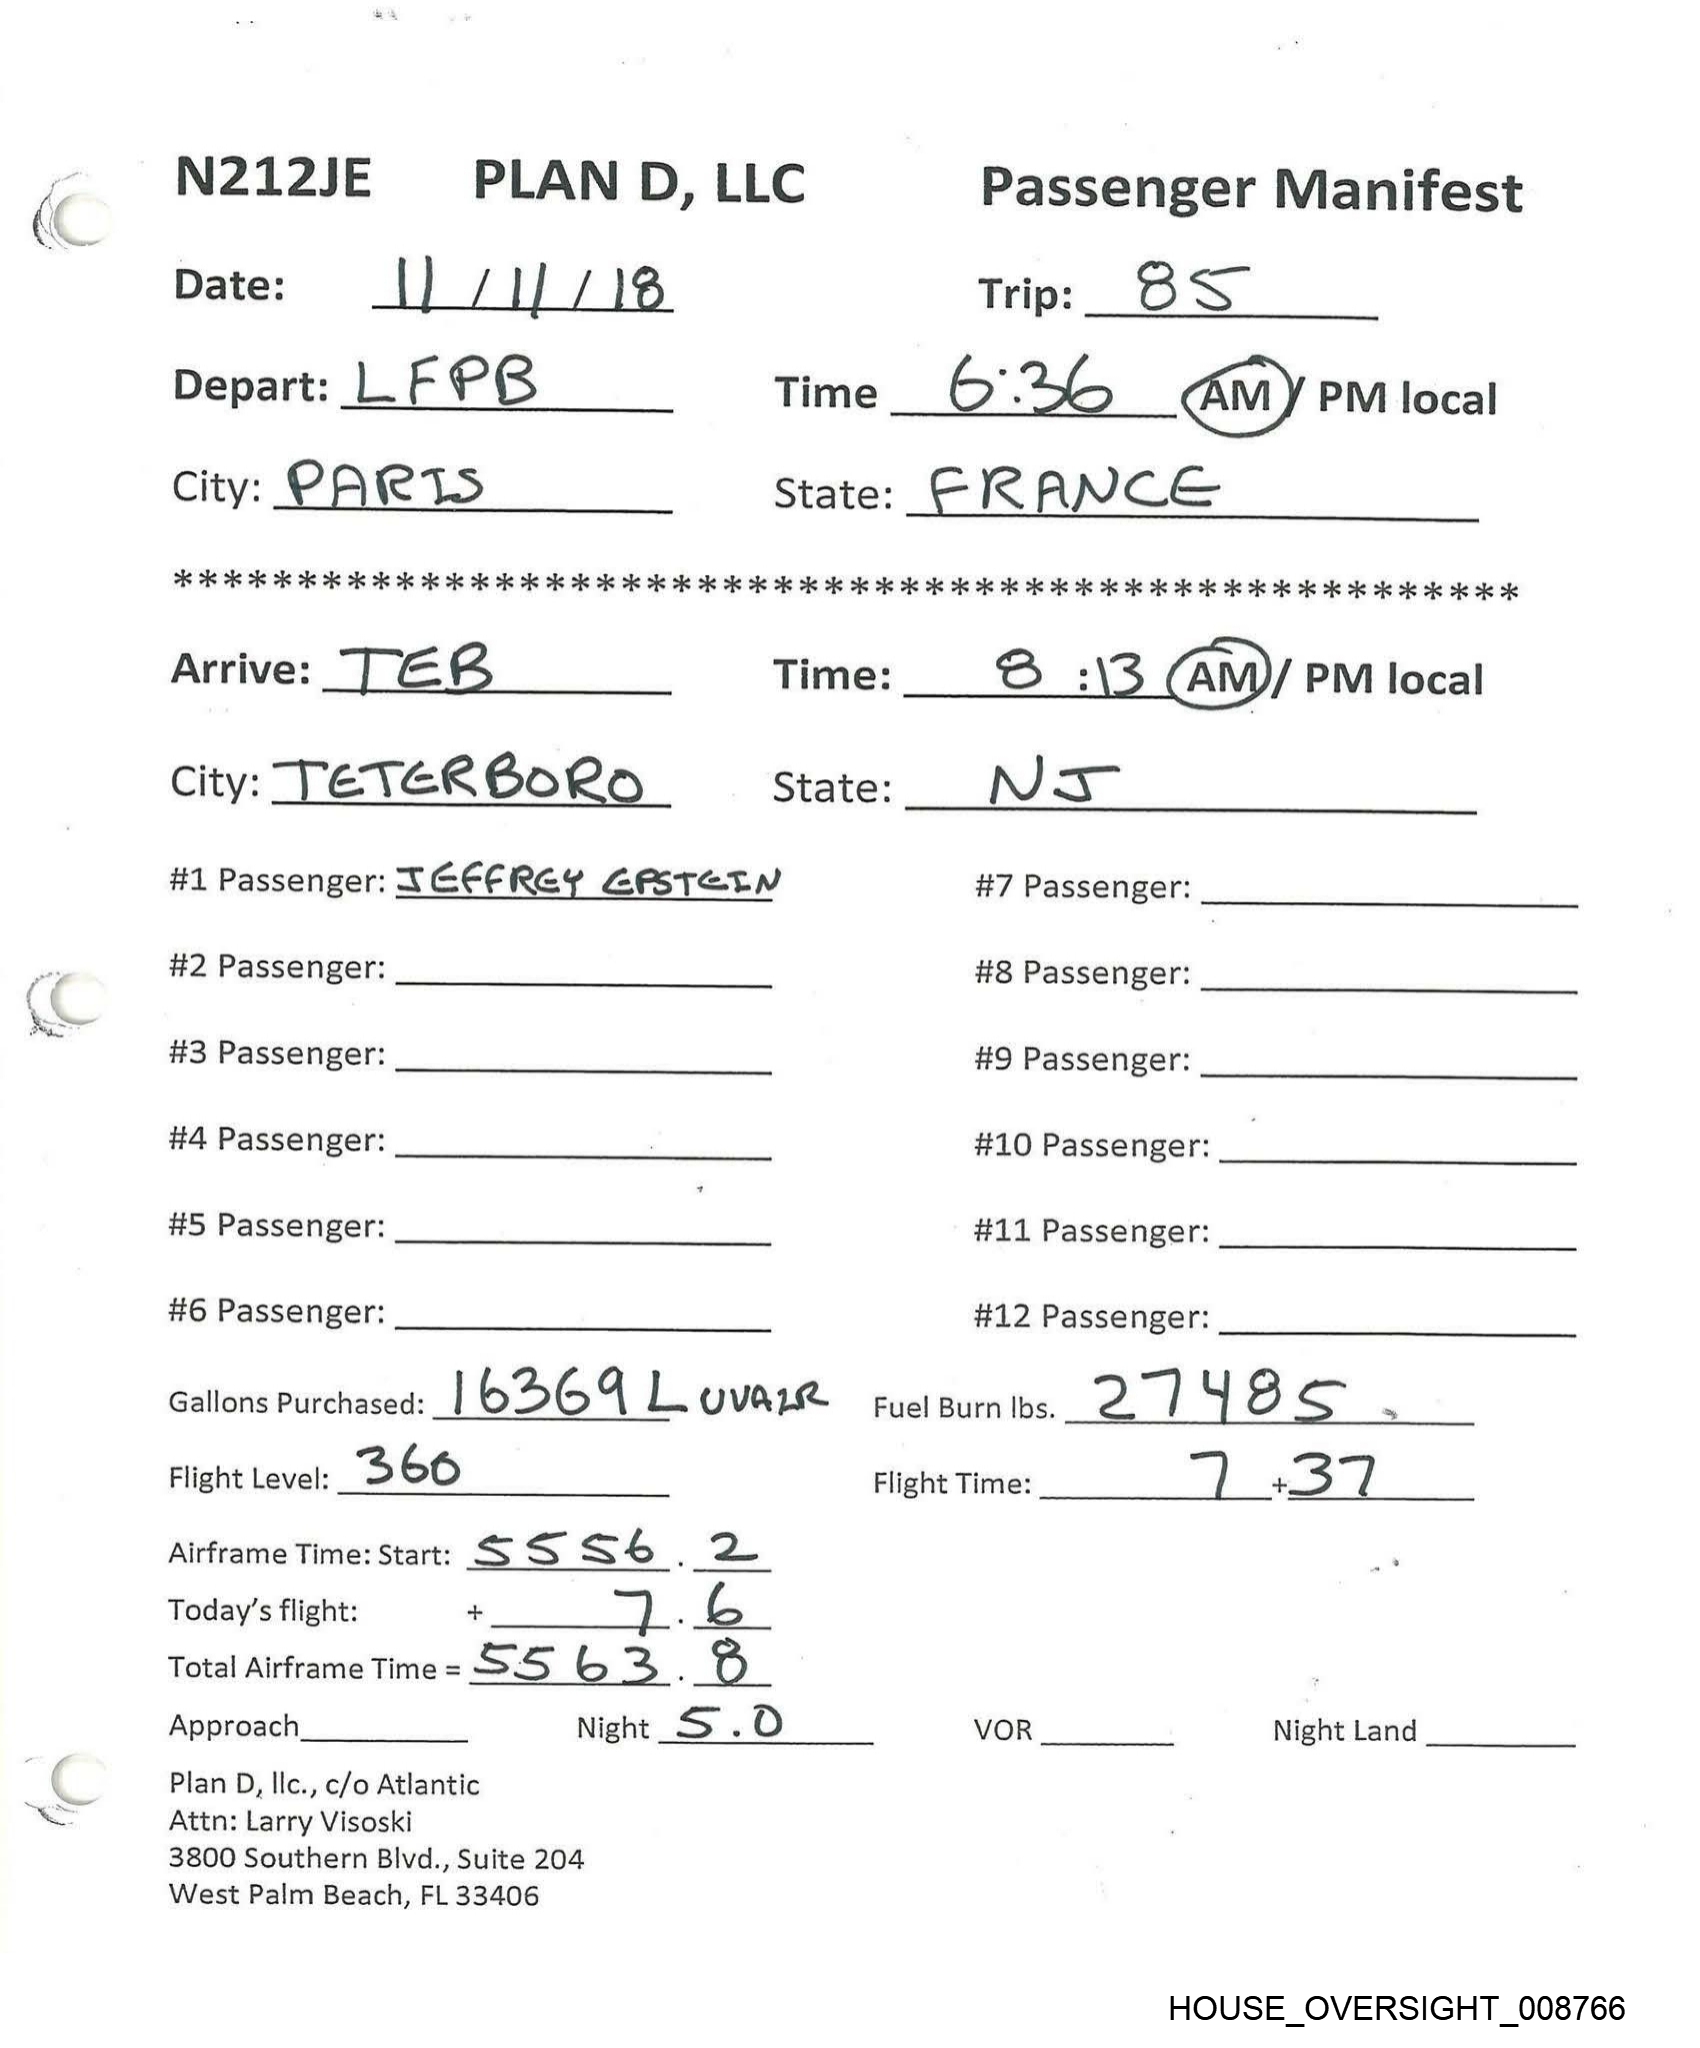 N212JE PLAN D, LLC Passenger Manifest
Date: 11 / 11 / 18 Trip: 85
Depart: LFPB Time 6:36 AM / PM local
City: PARIS State: FRANCE
******************************************************
Arrive: TEB Time: 8 :13 AM / PM local
City: TETERBORO State: NJ
#1 Passenger: JEFFREY EPSTEIN #7 Passenger:
#2 Passenger: #8 Passenger:
#3 Passenger: #9 Passenger:
#4 Passenger: #10 Passenger:
#5 Passenger: #11 Passenger:
#6 Passenger: #12 Passenger:
Gallons Purchased: 16369 L UVAIR Fuel Burn lbs. 27485.
Flight Level: 360 Flight Time: 7 +37
Airframe Time: Start: 5556 . 2
Today's flight: + 7 . 6
Total Airframe Time = 5563 . 8
Approach Night 5.0 VOR Night Land
Plan D, llc., c/o Atlantic
Attn: Larry Visoski
3800 Southern Blvd., Suite 204
West Palm Beach, FL 33406
HOUSE_OVERSIGHT_008766